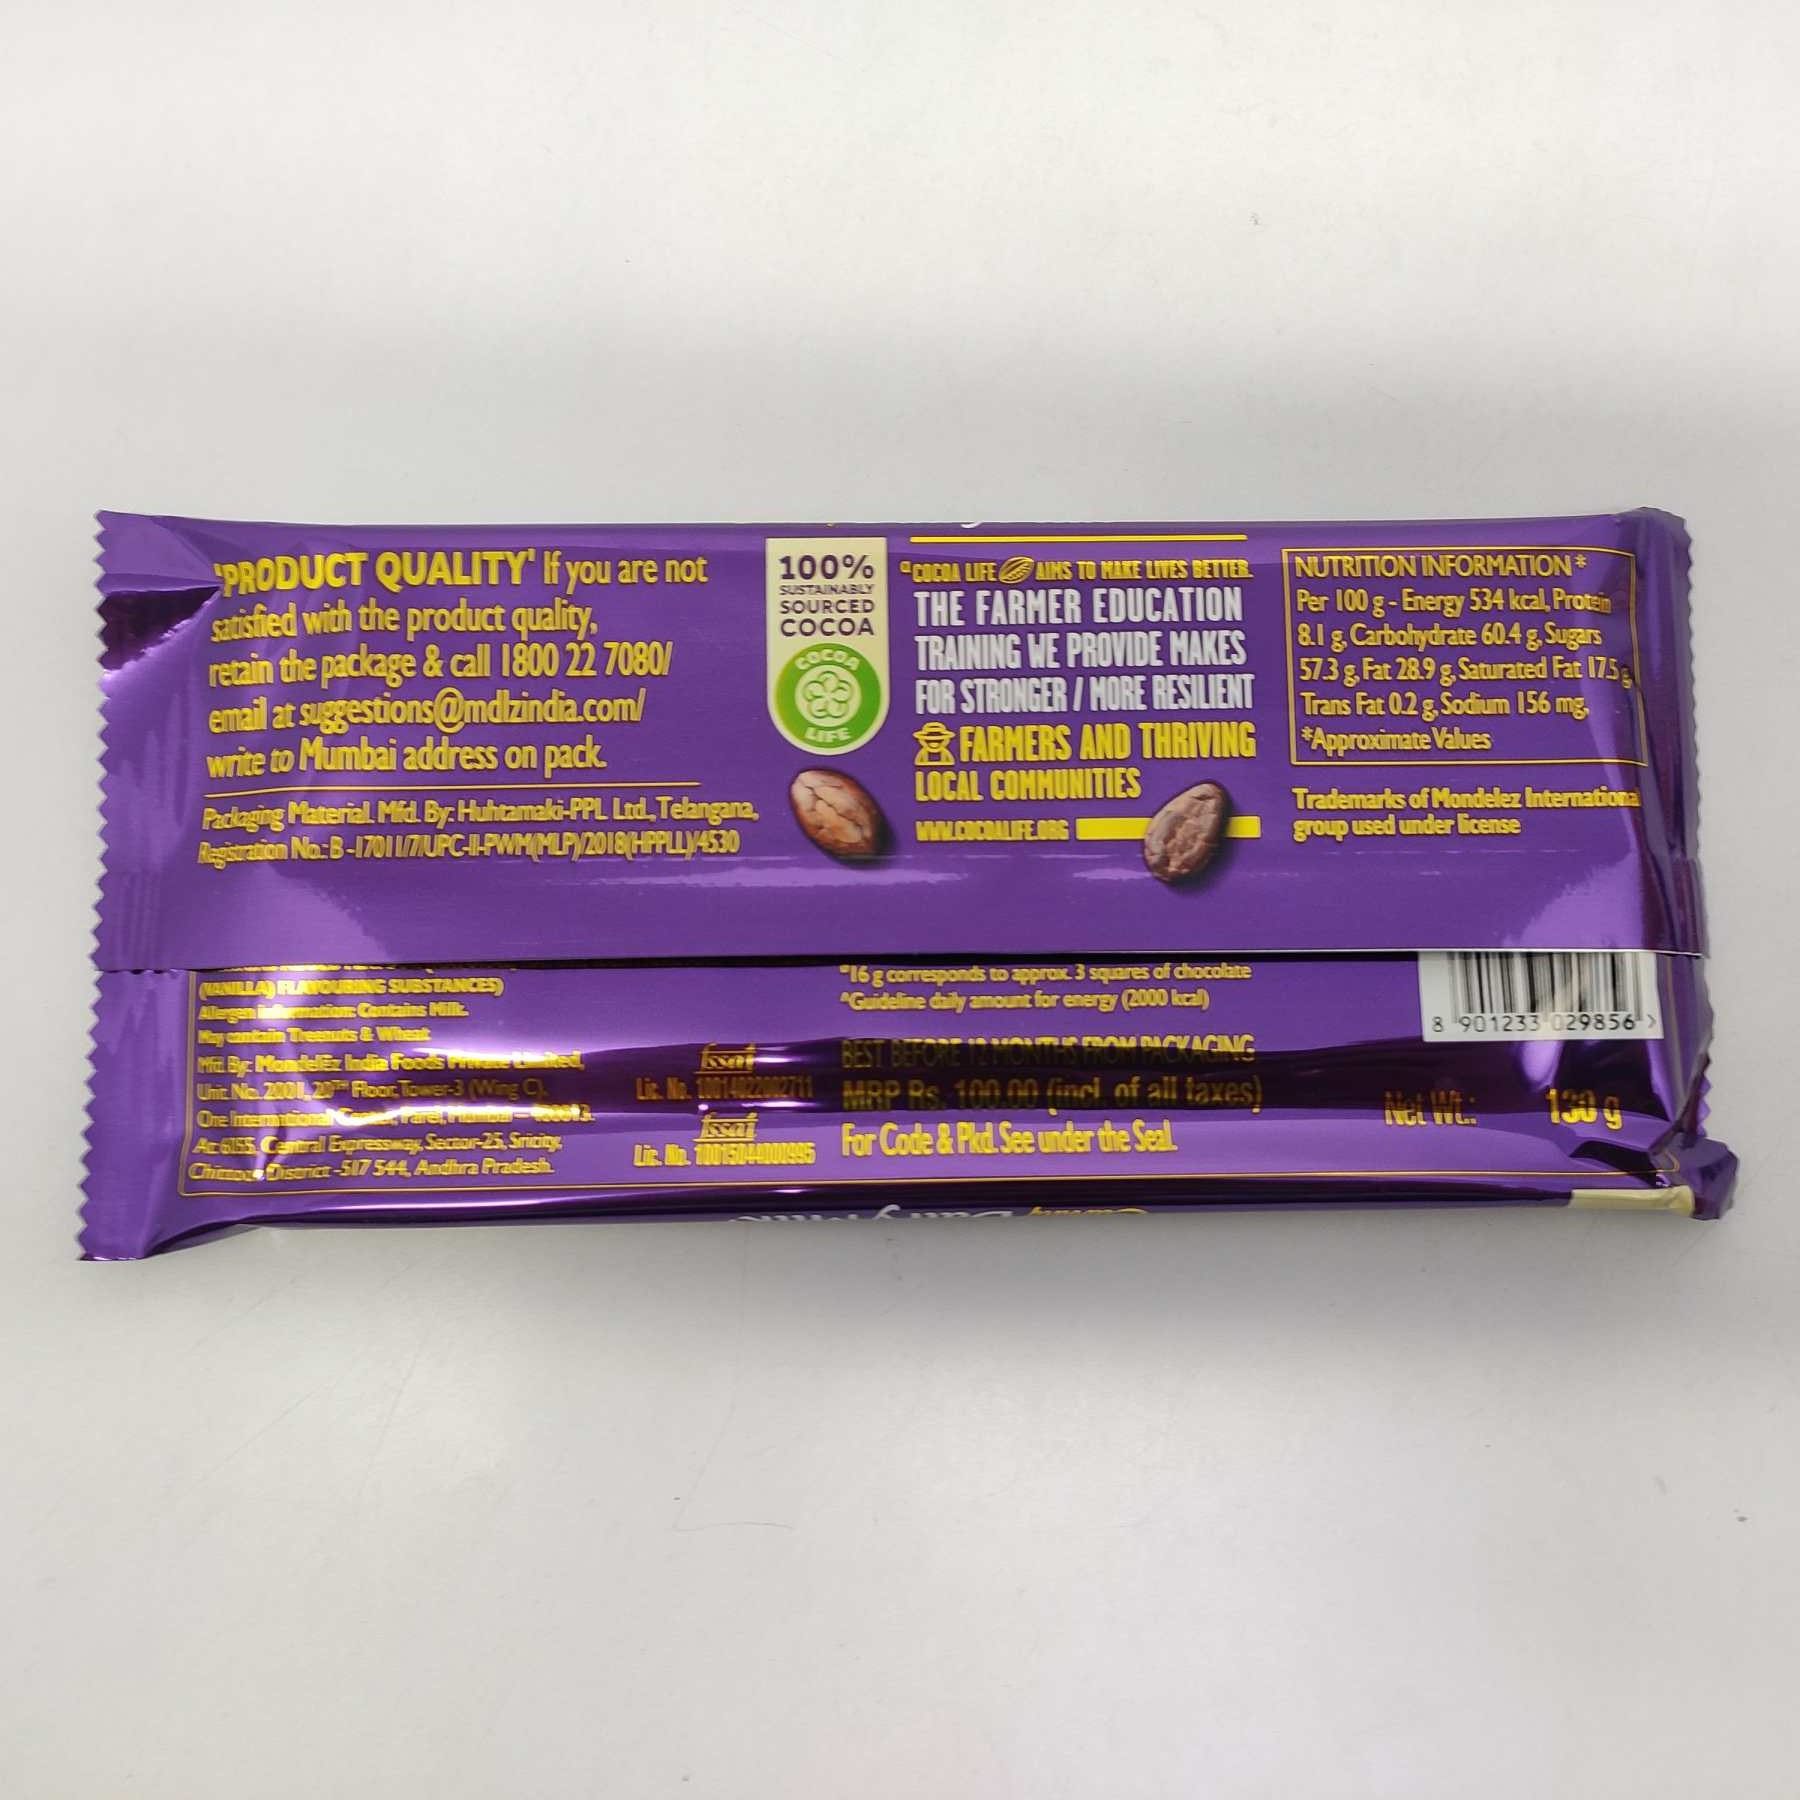 'PRODUCT QUALITY' If you are not
satisfied with the product quality,
retain the package & call 1800 22 7080/
email at suggestions@mdlzindia.com/
write to Mumbai address on pack.
Packaging Material Mfd. By: Huhtamaki-PPL Ltd., Telangana,
Registration No.: B -17011/7/UPC-II-PWM(MLP)/2018(HPPLL)/4530
100%
SUSTAINABLY
SOURCED
COCOA
COCOA
LIFE
COCOA LIFE AIMS TO MAKE LIVES BETTER.
THE FARMER EDUCATION
TRAINING WE PROVIDE MAKES
FOR STRONGER / MORE RESILIENT
FARMERS AND THRIVING
LOCAL COMMUNITIES
WWW.COCOALIFE.ORG
NUTRITION INFORMATION*
Per 100 g - Energy 534 kcal, Protein
8.1 g, Carbohydrate 60.4 g, Sugars
57.3 g, Fat 28.9 g, Saturated Fat 17.5 g,
Trans Fat 0.2 g, Sodium 156 mg,
*Approximate Values
Trademarks of Mondelez International
group used under license
(VANILLA) FLAVOURING SUBSTANCES)
Allergen information: Contains Milk.
May contain Treenuts & Wheat
Mfd. By: Mondelēz India Foods Private Limited,
Unit No. 2001, 20TH Floor, Tower-3 (Wing C),
One International Center, Parel, Mumbai –
At: Central Expressway, Sector-25, Sricity,
District -517 544, Andhra Pradesh.
fssai
Lic. No. 10014022002711
fssai
Lic. No.
16 g corresponds to approx. 3 squares of chocolate
^Guideline daily amount for energy (2000 kcal)
BEST BEFORE 12 MONTHS FROM PACKAGING
MRP Rs. 100.00 (incl. of all taxes)
For Code & Pkd. See under the Seal.
8 901233 029856 >
Net Wt.: 130 g